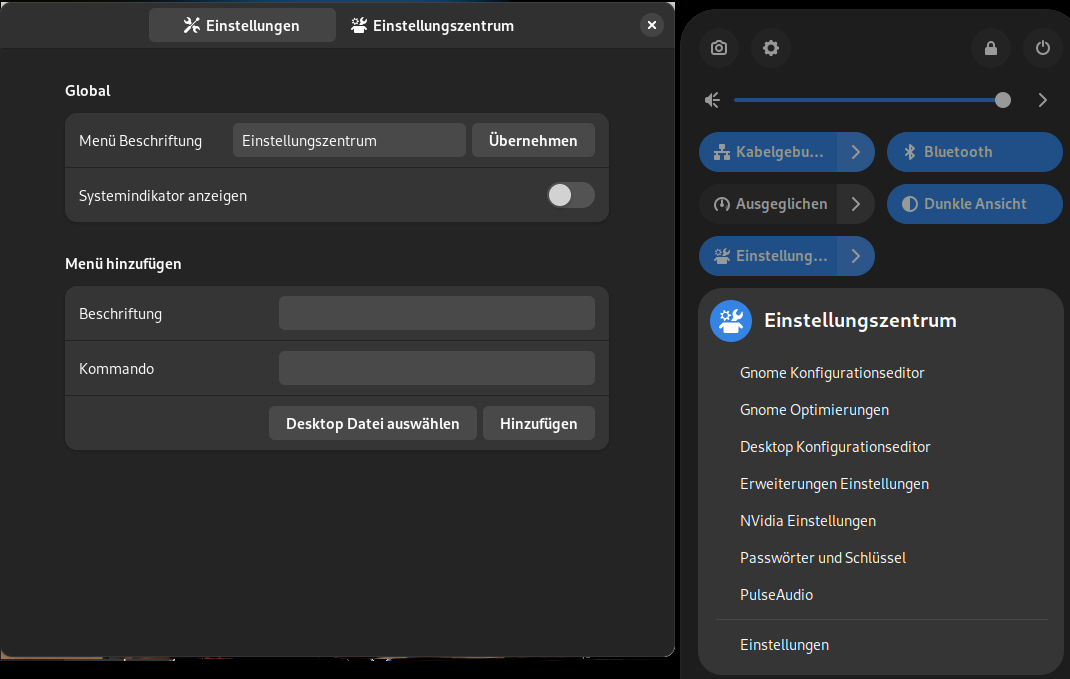 Einstellungen
Einstellungszentrum
Global
Menü Beschriftung
Einstellungszentrum
Übernehmen
Systemindikator anzeigen
Menü hinzufügen
Beschriftung
Kommando
Desktop Datei auswählen
Hinzufügen
Kabelgebu...
Bluetooth
Ausgeglichen
Dunkle Ansicht
Einstellung...
Einstellungszentrum
Gnome Konfigurationseditor
Gnome Optimierungen
Desktop Konfigurationseditor
Erweiterungen Einstellungen
NVidia Einstellungen
Passwörter und Schlüssel
PulseAudio
Einstellungen